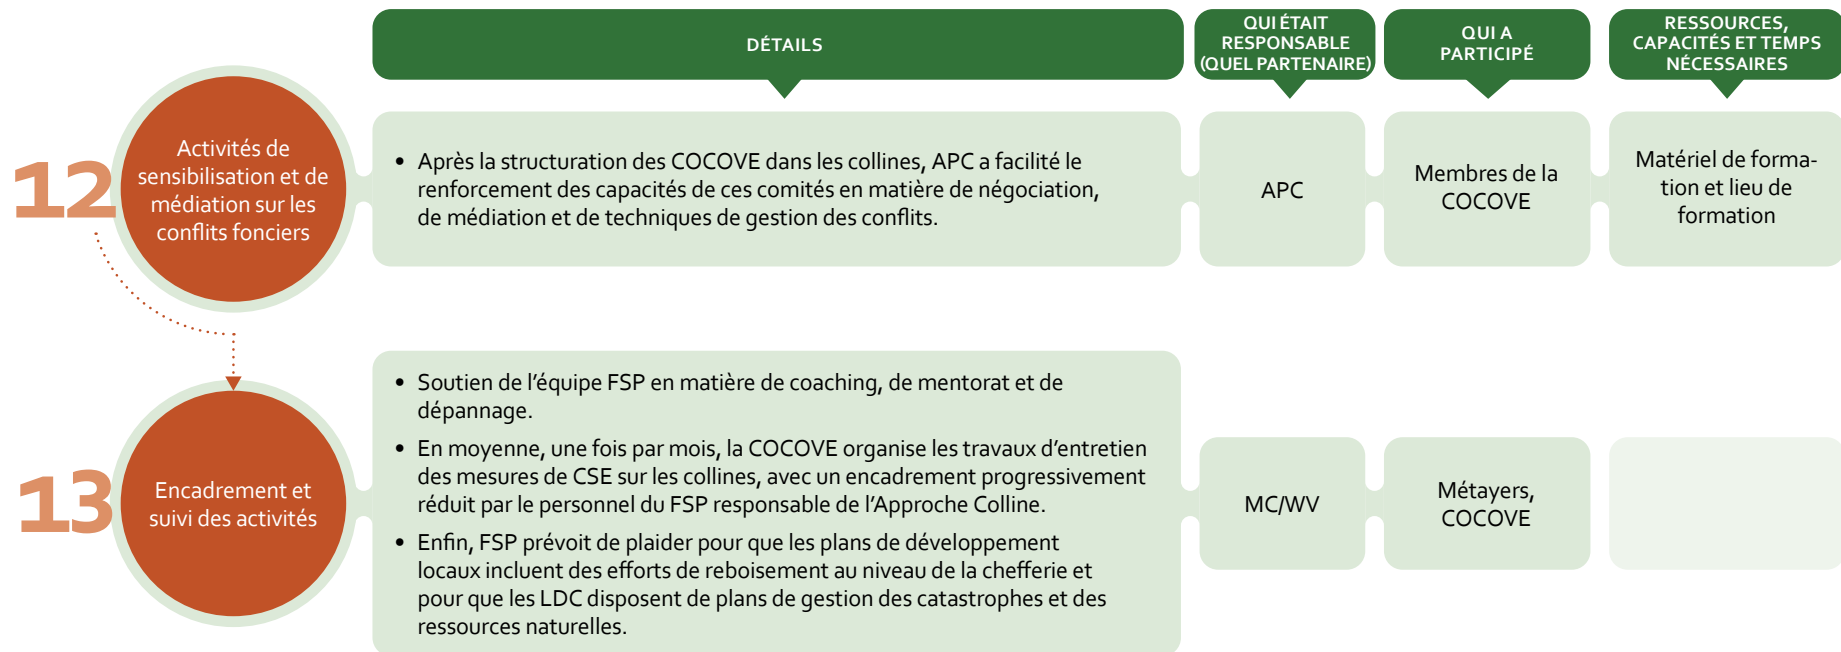 DÉTAILS
QUI ÉTAIT
RESPONSABLE
(QUEL PARTENAIRE)
QUI A
PARTICIPÉ
RESSOURCES,
CAPACITÉS ET TEMPS
NÉCESSAIRES
12
Activités de
sensibilisation et de
médiation sur les
conflits fonciers
• Après la structuration des COCOVE dans les collines, APC a facilité le
renforcement des capacités de ces comités en matière de négociation,
de médiation et de techniques de gestion des conflits.
APC
Membres de la
COCOVE
Matériel de forma-
tion et lieu de
formation
13
Encadrement et
suivi des activités
• Soutien de l'équipe FSP en matière de coaching, de mentorat et de
dépannage.
• En moyenne, une fois par mois, la COCOVE organise les travaux d'entretien
des mesures de CSE sur les collines, avec un encadrement progressivement
réduit par le personnel du FSP responsable de l'Approche Colline.
• Enfin, FSP prévoit de plaider pour que les plans de développement
locaux incluent des efforts de reboisement au niveau de la chefferie et
pour que les LDC disposent de plans de gestion des catastrophes et des
ressources naturelles.
MC/WV
Métayers,
COCOVE